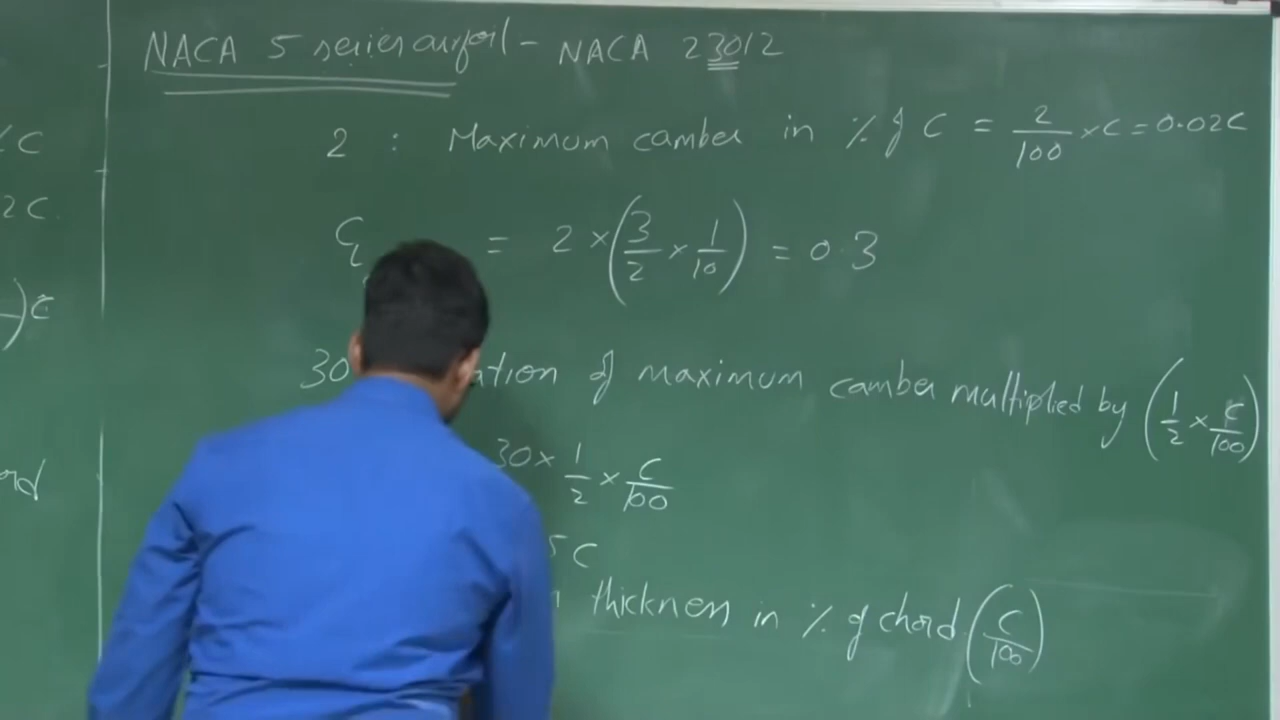 NACA 5 series airfoil - NACA 23012
2 : Maximum camber in % of C = 2/100 × C = 0.02C
C = 2 × (3/2 × 1/10) = 0.3
30 ation of maximum camber multiplied by (1/2 × C/100)
30 × 1/2 × C/100
5C
thickness in % of chord (C/100)
C
2C.
)C
ord